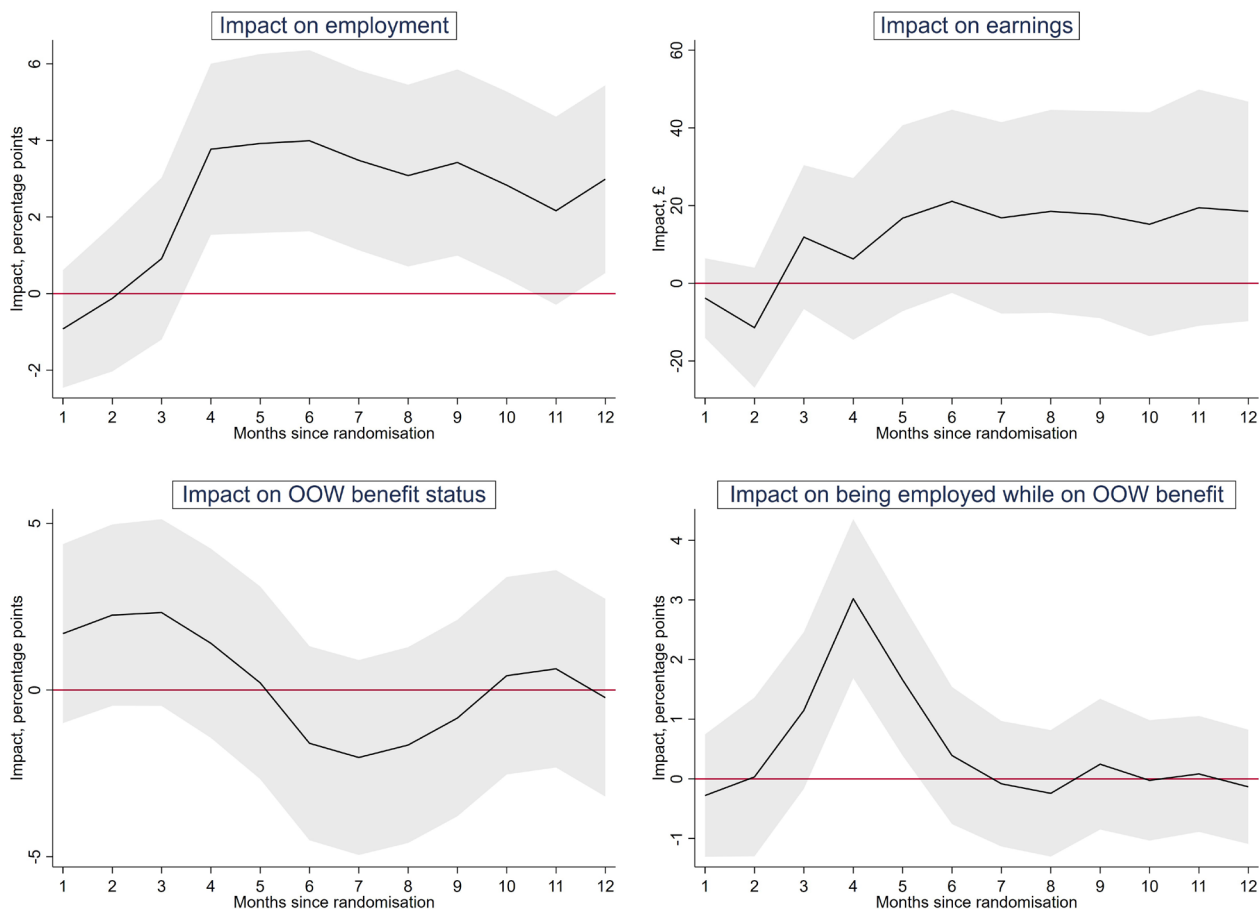 Impact on employment
Impact, percentage points
6
4
2
0
-2
1 2 3 4 5 6 7 8 9 10 11 12
Months since randomisation
Impact on earnings
Impact, £
60
40
20
0
-20
1 2 3 4 5 6 7 8 9 10 11 12
Months since randomisation
Impact on OOW benefit status
Impact, percentage points
5
0
-5
1 2 3 4 5 6 7 8 9 10 11 12
Months since randomisation
Impact on being employed while on OOW benefit
Impact, percentage points
4
3
2
1
0
-1
1 2 3 4 5 6 7 8 9 10 11 12
Months since randomisation